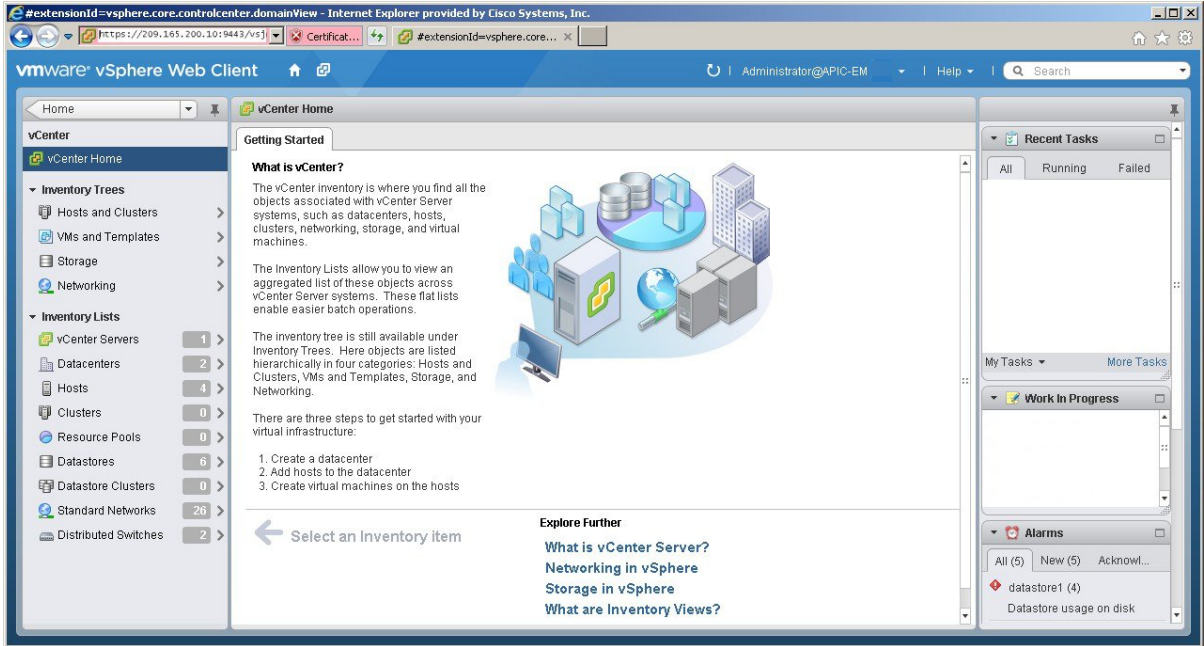 #extensionId=vsphere.core.controlcenter.domainView - Internet Explorer provided by Cisco Systems, Inc.
https://209.165.200.10:9443/vsj
Certificat...
#extensionId=vsphere.core...
vmware® vSphere Web Client
Administrator@APIC-EM
Help
Search
Home
vCenter
vCenter Home
Inventory Trees
Hosts and Clusters
VMs and Templates
Storage
Networking
Inventory Lists
vCenter Servers 1
Datacenters 2
Hosts 4
Clusters 0
Resource Pools 0
Datastores 6
Datastore Clusters 0
Standard Networks 26
Distributed Switches 2
vCenter Home
Getting Started
What is vCenter?
The vCenter inventory is where you find all the
objects associated with vCenter Server
systems, such as datacenters, hosts,
clusters, networking, storage, and virtual
machines.
The Inventory Lists allow you to view an
aggregated list of these objects across
vCenter Server systems. These flat lists
enable easier batch operations.
The inventory tree is still available under
Inventory Trees. Here objects are listed
hierarchically in four categories: Hosts and
Clusters, VMs and Templates, Storage, and
Networking.
There are three steps to get started with your
virtual infrastructure:
1. Create a datacenter
2. Add hosts to the datacenter
3. Create virtual machines on the hosts
Select an Inventory item
Explore Further
What is vCenter Server?
Networking in vSphere
Storage in vSphere
What are Inventory Views?
Recent Tasks
All Running Failed
My Tasks More Tasks
Work In Progress
Alarms
All (5) New (5) Acknowl...
datastore1 (4)
Datastore usage on disk